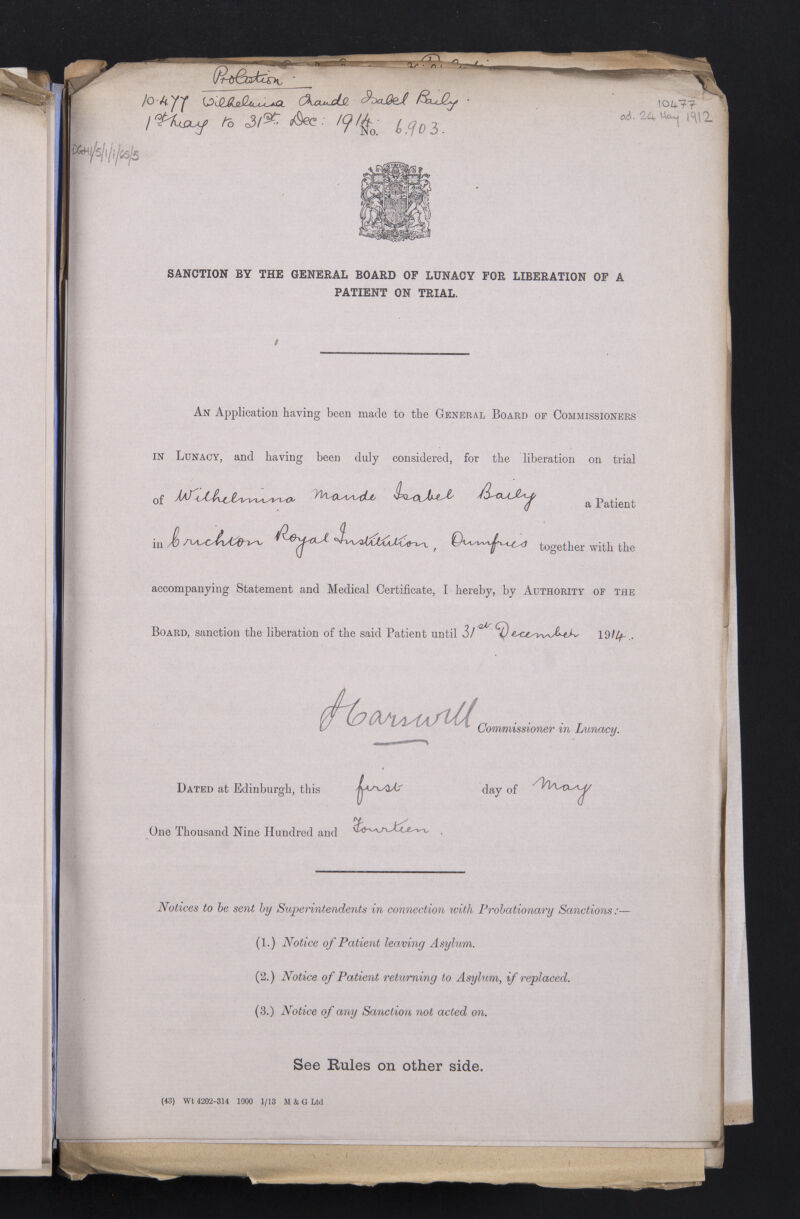 Probation.
10.477 Wilhelmina Maude Isabel Baily.
1st May to 31st Dec: 1914.
No. 6.903.
10477
ad. 24 May 1912
DGH1/5/1/1/65/5
SANCTION BY THE GENERAL BOARD OF LUNACY FOR LIBERATION OF A
PATIENT ON TRIAL.
An Application having been made to the General Board of Commissioners
in Lunacy, and having been duly considered, for the liberation on trial
of Wilhelmina Maude Isabel Baily a Patient
in Crichton Royal Institution, Dumfries together with the
accompanying Statement and Medical Certificate, I hereby, by Authority of the
Board, sanction the liberation of the said Patient until 31st December 1914.
Commissioner in Lunacy.
Dated at Edinburgh, this first day of May
One Thousand Nine Hundred and Fourteen.
Notices to be sent by Superintendents in connection with Probationary Sanctions:—
(1.) Notice of Patient leaving Asylum.
(2.) Notice of Patient returning to Asylum, if replaced.
(3.) Notice of any Sanction not acted on.
See Rules on other side.
(43) Wt 4202-314 1000 1/13 M & G Ltd